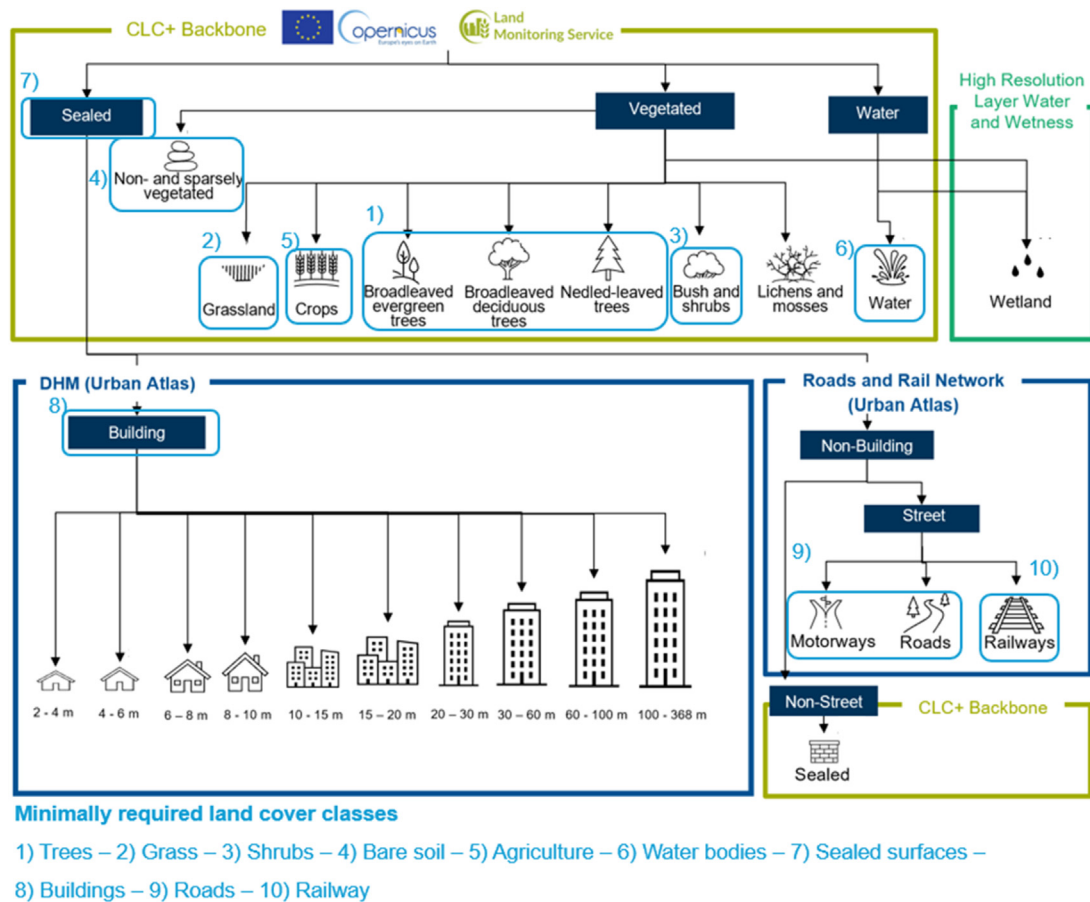 CLC+ Backbone
opernicus
Europe's eyes on Earth
Land
Monitoring Service
7)
Sealed
Vegetated
Water
High Resolution
Layer Water
and Wetness
4)
Non- and sparsely
vegetated
2)
Grassland
5)
Crops
1)
Broadleaved
evergreen
trees
Broadleaved
deciduous
trees
Nedled-leaved
trees
3)
Bush and
shrubs
Lichens and
mosses
6)
Water
Wetland
DHM (Urban Atlas)
8)
Building
2 - 4 m
4 - 6 m
6 – 8 m
8 - 10 m
10 - 15 m
15 – 20 m
20 – 30 m
30 – 60 m
60 - 100 m
100 - 368 m
Roads and Rail Network
(Urban Atlas)
Non-Building
Street
9)
Motorways
Roads
10)
Railways
Non-Street
CLC+ Backbone
Sealed
Minimally required land cover classes
1) Trees – 2) Grass – 3) Shrubs – 4) Bare soil – 5) Agriculture – 6) Water bodies – 7) Sealed surfaces –
8) Buildings – 9) Roads – 10) Railway